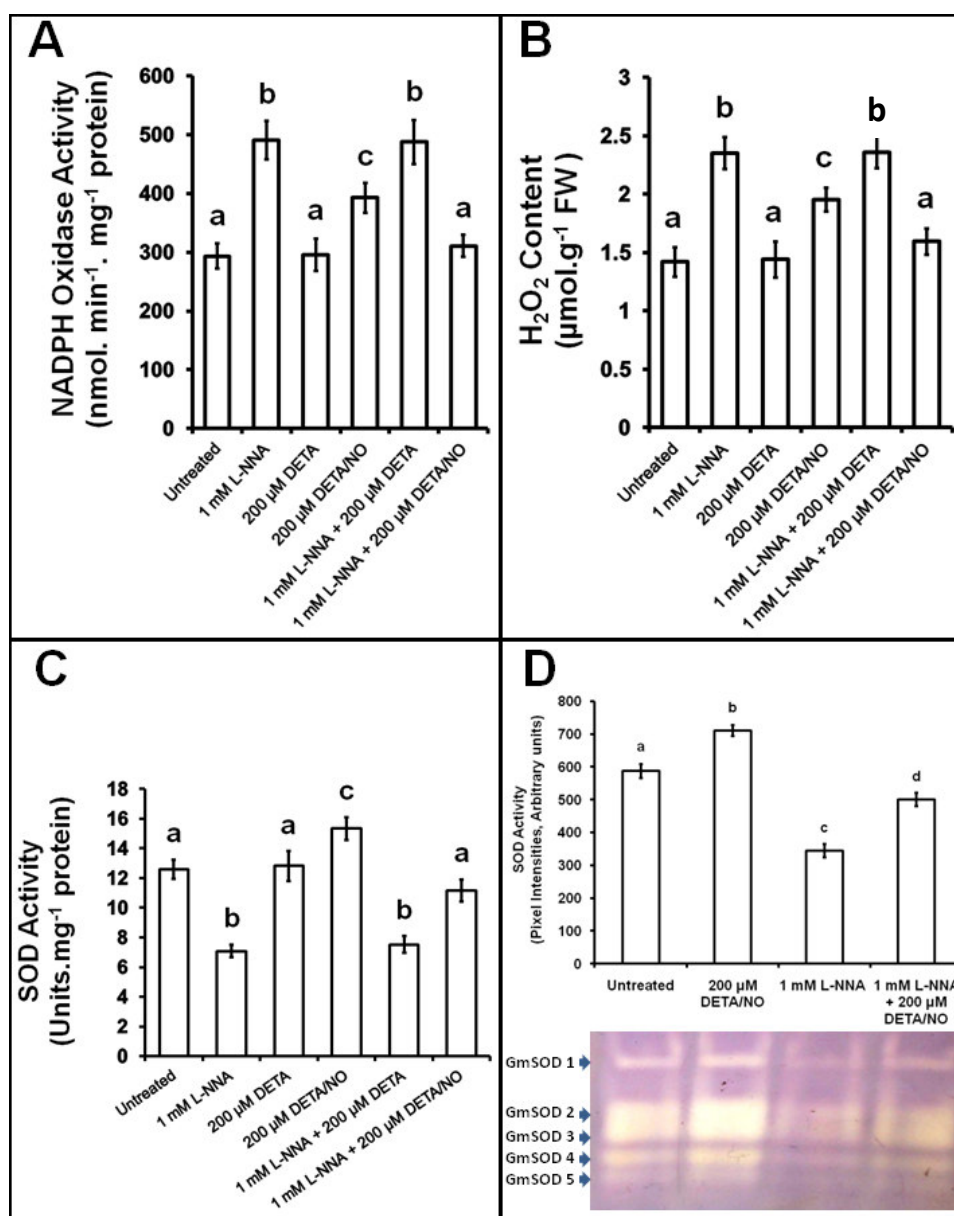 A
NADPH Oxidase Activity
(nmol. min⁻¹. mg⁻¹ protein)
600
500
400
300
200
100
0
b
b
c
a
a
a
Untreated
1 mM L-NNA
200 µM DETA
200 µM DETA/NO
1 mM L-NNA + 200 µM DETA
1 mM L-NNA + 200 µM DETA/NO
B
H₂O₂ Content
(µmol.g⁻¹ FW)
3
2.5
2
1.5
1
0.5
0
b
b
c
a
a
a
Untreated
1 mM L-NNA
200 µM DETA
200 µM DETA/NO
1 mM L-NNA + 200 µM DETA
1 mM L-NNA + 200 µM DETA/NO
C
SOD Activity
(Units.mg⁻¹ protein)
18
16
14
12
10
8
6
4
2
0
c
a
a
a
b
b
Untreated
1 mM L-NNA
200 µM DETA
200 µM DETA/NO
1 mM L-NNA + 200 µM DETA
1 mM L-NNA + 200 µM DETA/NO
D
SOD Activity
(Pixel Intensities, Arbitrary units)
800
700
600
500
400
300
200
100
0
b
a
d
c
Untreated
200 µM
DETA/NO
1 mM L-NNA
1 mM L-NNA
+ 200 µM
DETA/NO
GmSOD 1
GmSOD 2
GmSOD 3
GmSOD 4
GmSOD 5